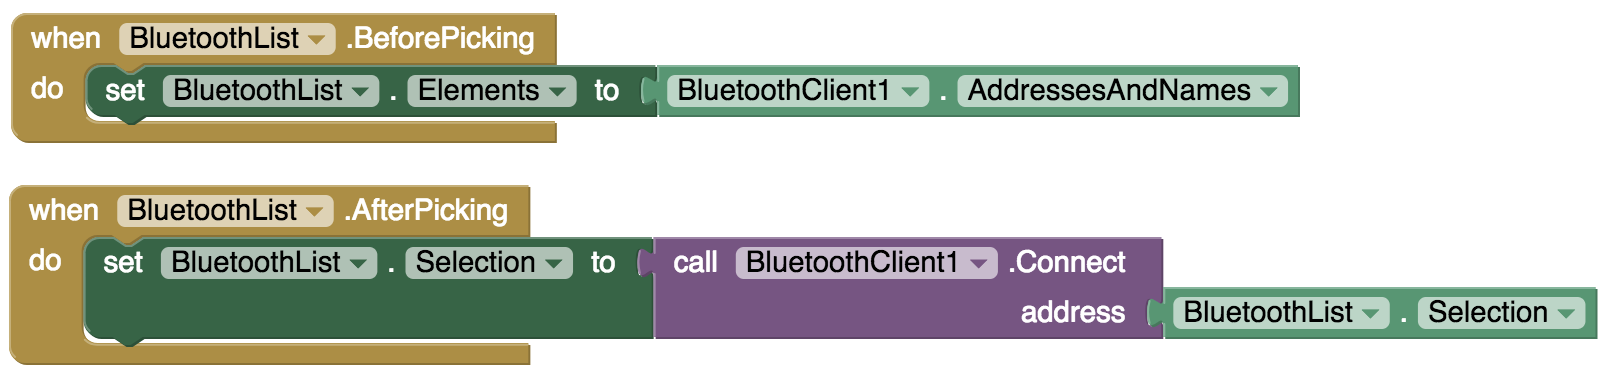 when BluetoothList .BeforePicking
do set BluetoothList . Elements to BluetoothClient1 . AddressesAndNames
when BluetoothList .AfterPicking
do set BluetoothList . Selection to call BluetoothClient1 .Connect
address BluetoothList . Selection